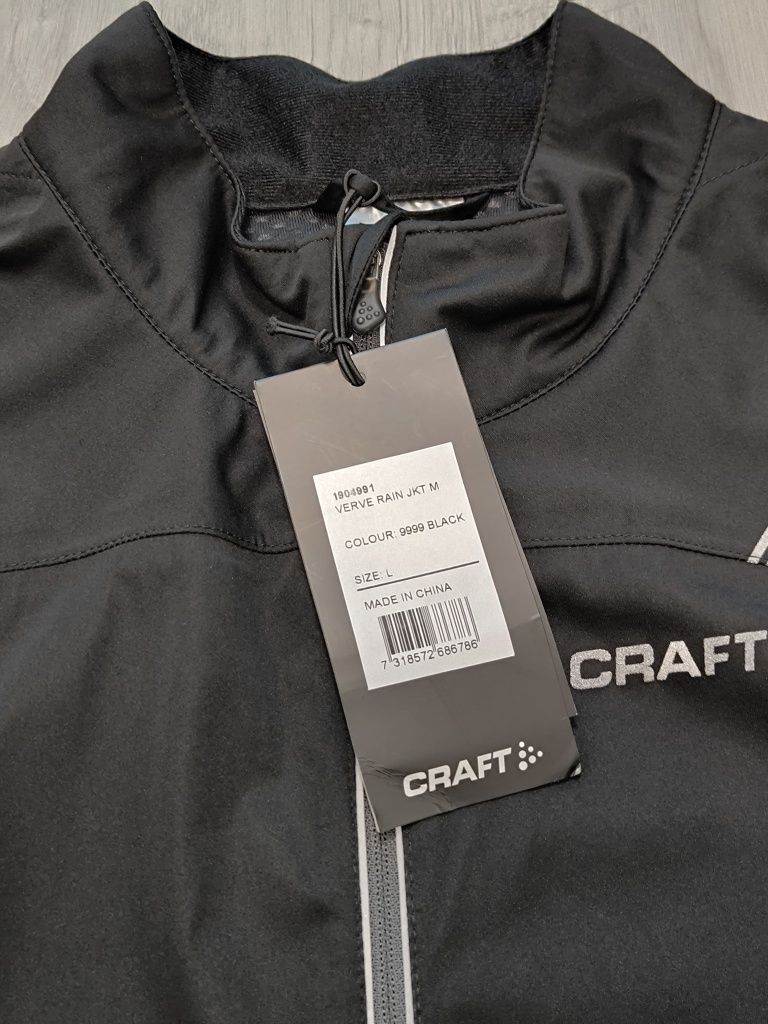 1904991
VERVE RAIN JKT M
COLOUR: 9999 BLACK
SIZE: L
MADE IN CHINA
7 318572 686786
CRAFT
CRAFT